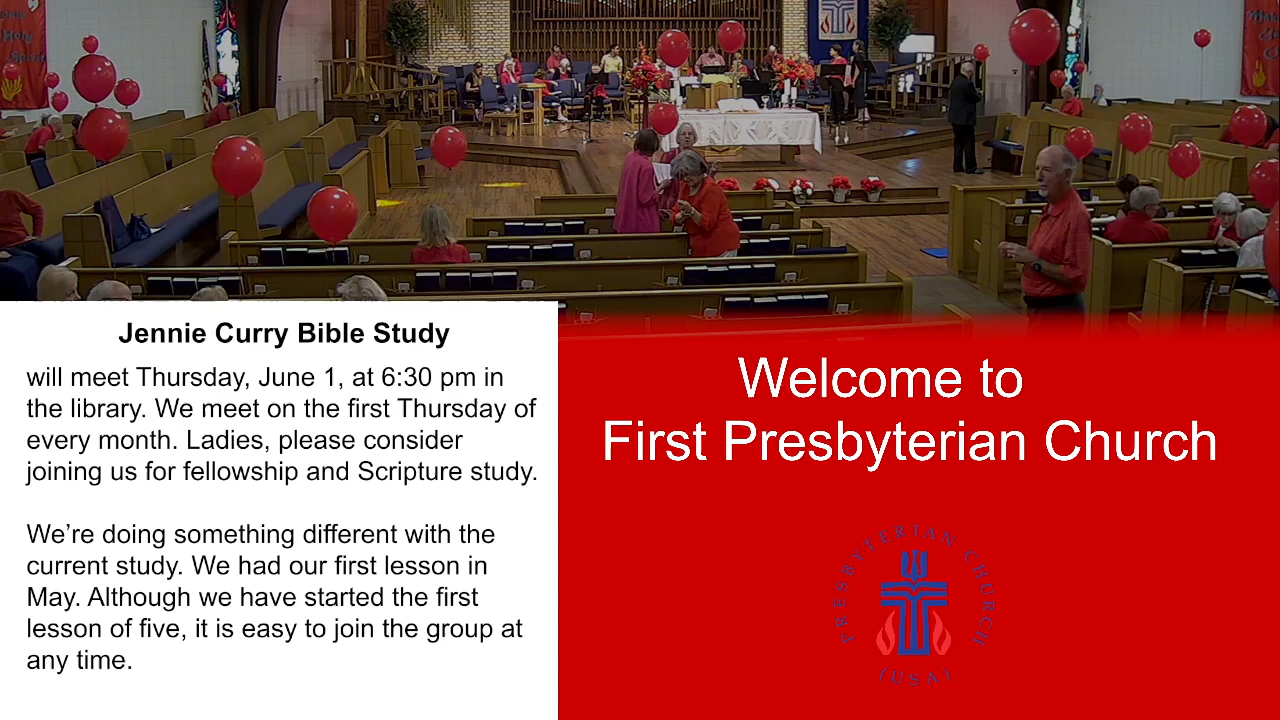 Jennie Curry Bible Study
will meet Thursday, June 1, at 6:30 pm in
the library. We meet on the first Thursday of
every month. Ladies, please consider
joining us for fellowship and Scripture study.
We’re doing something different with the
current study. We had our first lesson in
May. Although we have started the first
lesson of five, it is easy to join the group at
any time.
Welcome to
First Presbyterian Church
PRESBYTERIAN CHURCH
(USA)